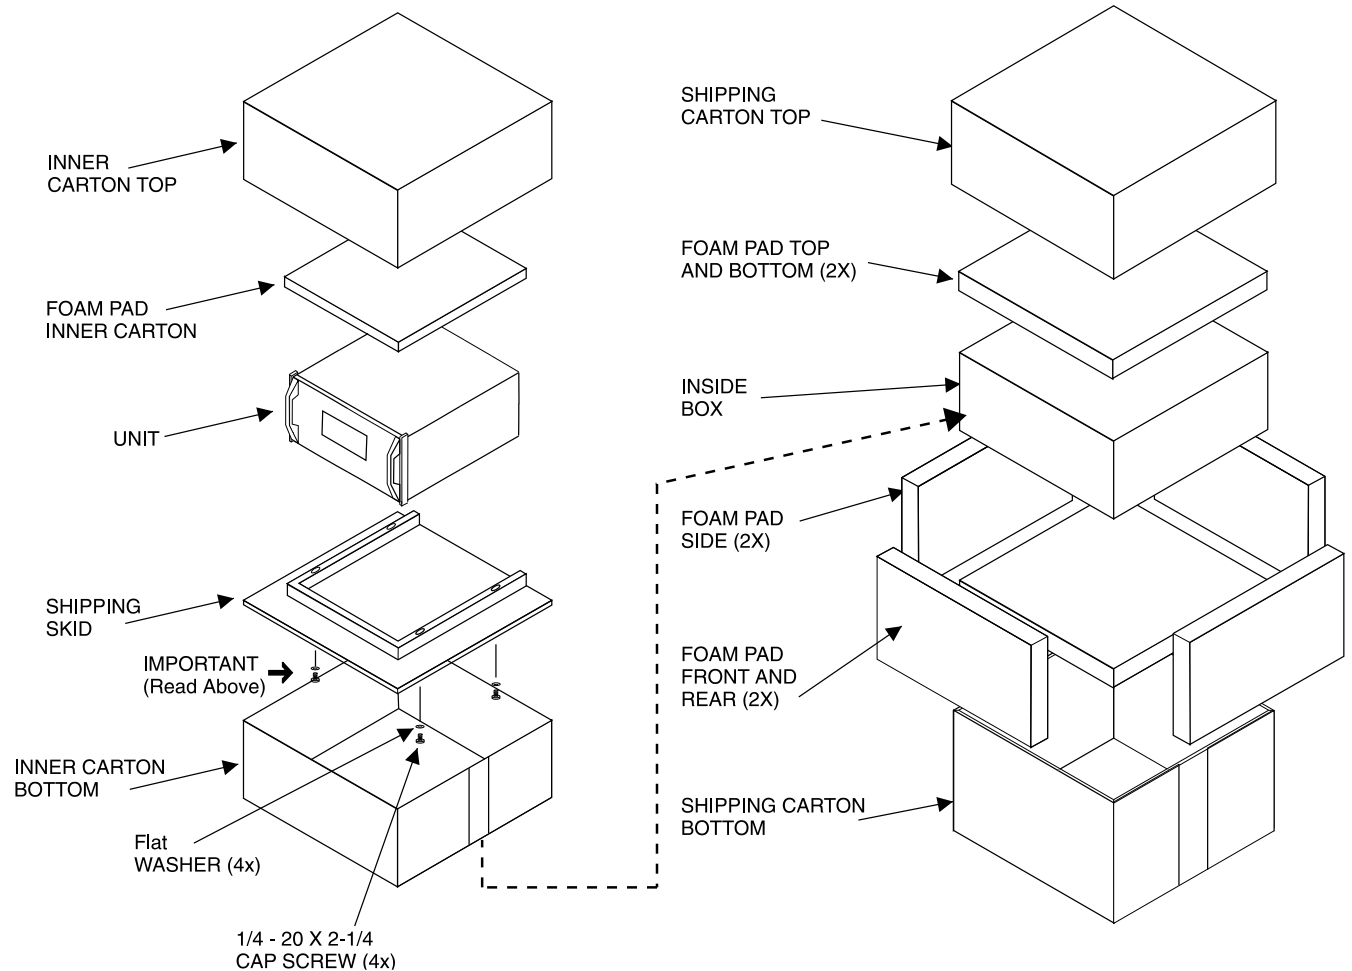 INNER
CARTON TOP
FOAM PAD
INNER CARTON
UNIT
SHIPPING
SKID
IMPORTANT
(Read Above)
INNER CARTON
BOTTOM
Flat
WASHER (4x)
1/4 - 20 X 2-1/4
CAP SCREW (4x)
SHIPPING
CARTON TOP
FOAM PAD TOP
AND BOTTOM (2X)
INSIDE
BOX
FOAM PAD
SIDE (2X)
FOAM PAD
FRONT AND
REAR (2X)
SHIPPING CARTON
BOTTOM